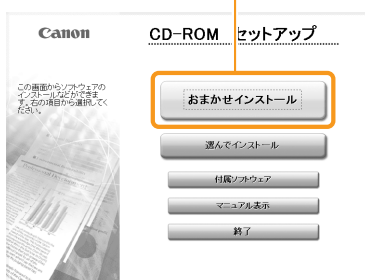 Canon
CD-ROM セットアップ
この画面からソフトウェアの
インストールなどができま
す。右の項目から選択してく
ださい。
おまかせインストール
選んでインストール
付属ソフトウェア
マニュアル表示
終了